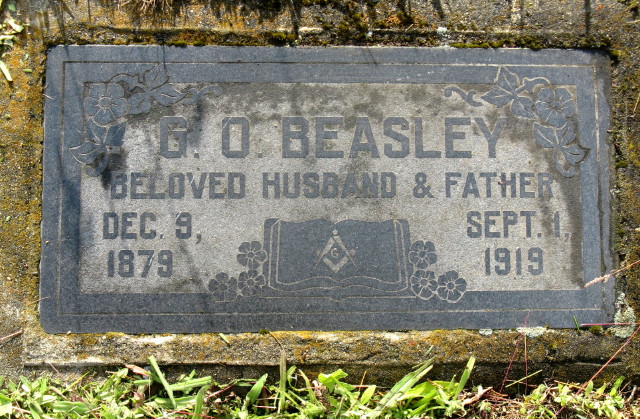 G. O. BEASLEY
BELOVED HUSBAND & FATHER
DEC. 9, SEPT. 1,
1879 G 1919